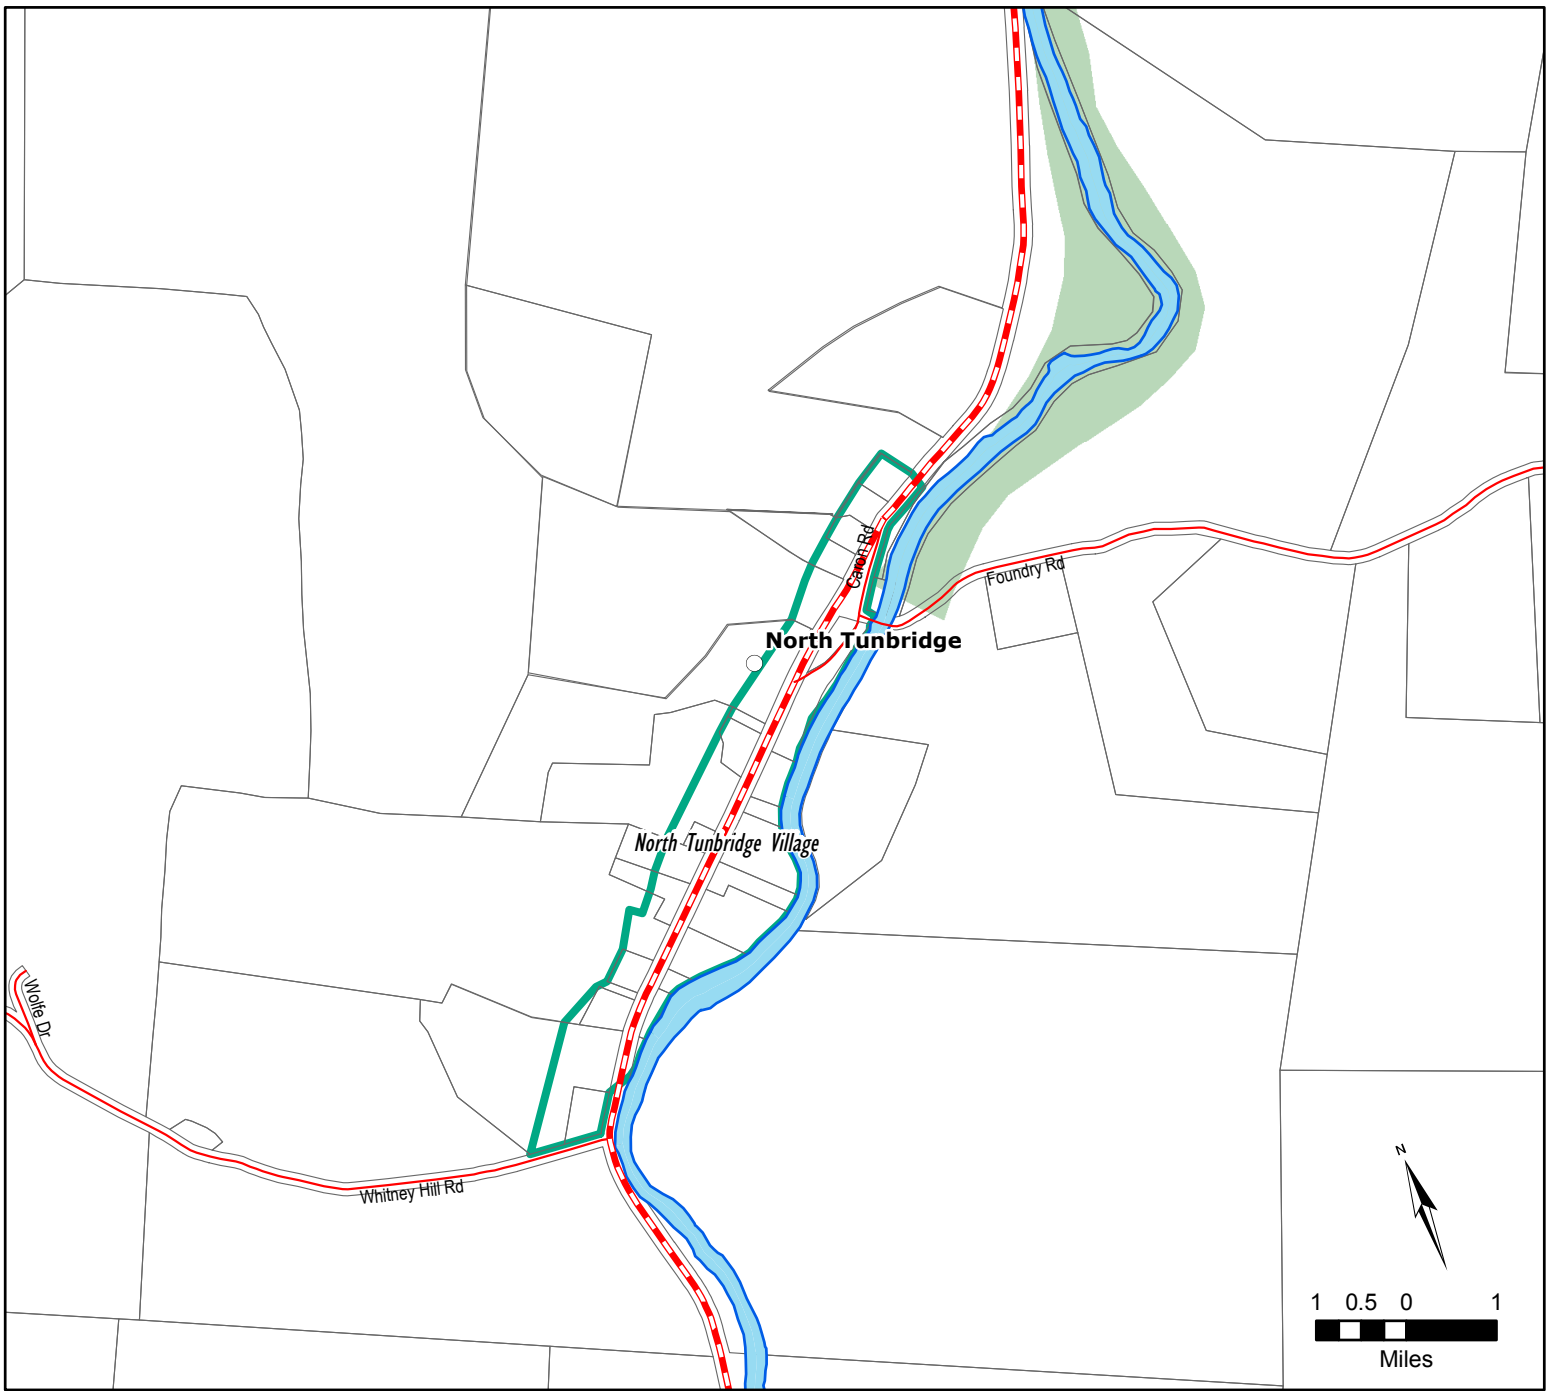 Caron Rd
Foundry Rd
North Tunbridge
North Tunbridge Village
Wolfe Dr
Whitney Hill Rd
N
1 0.5 0 1
Miles